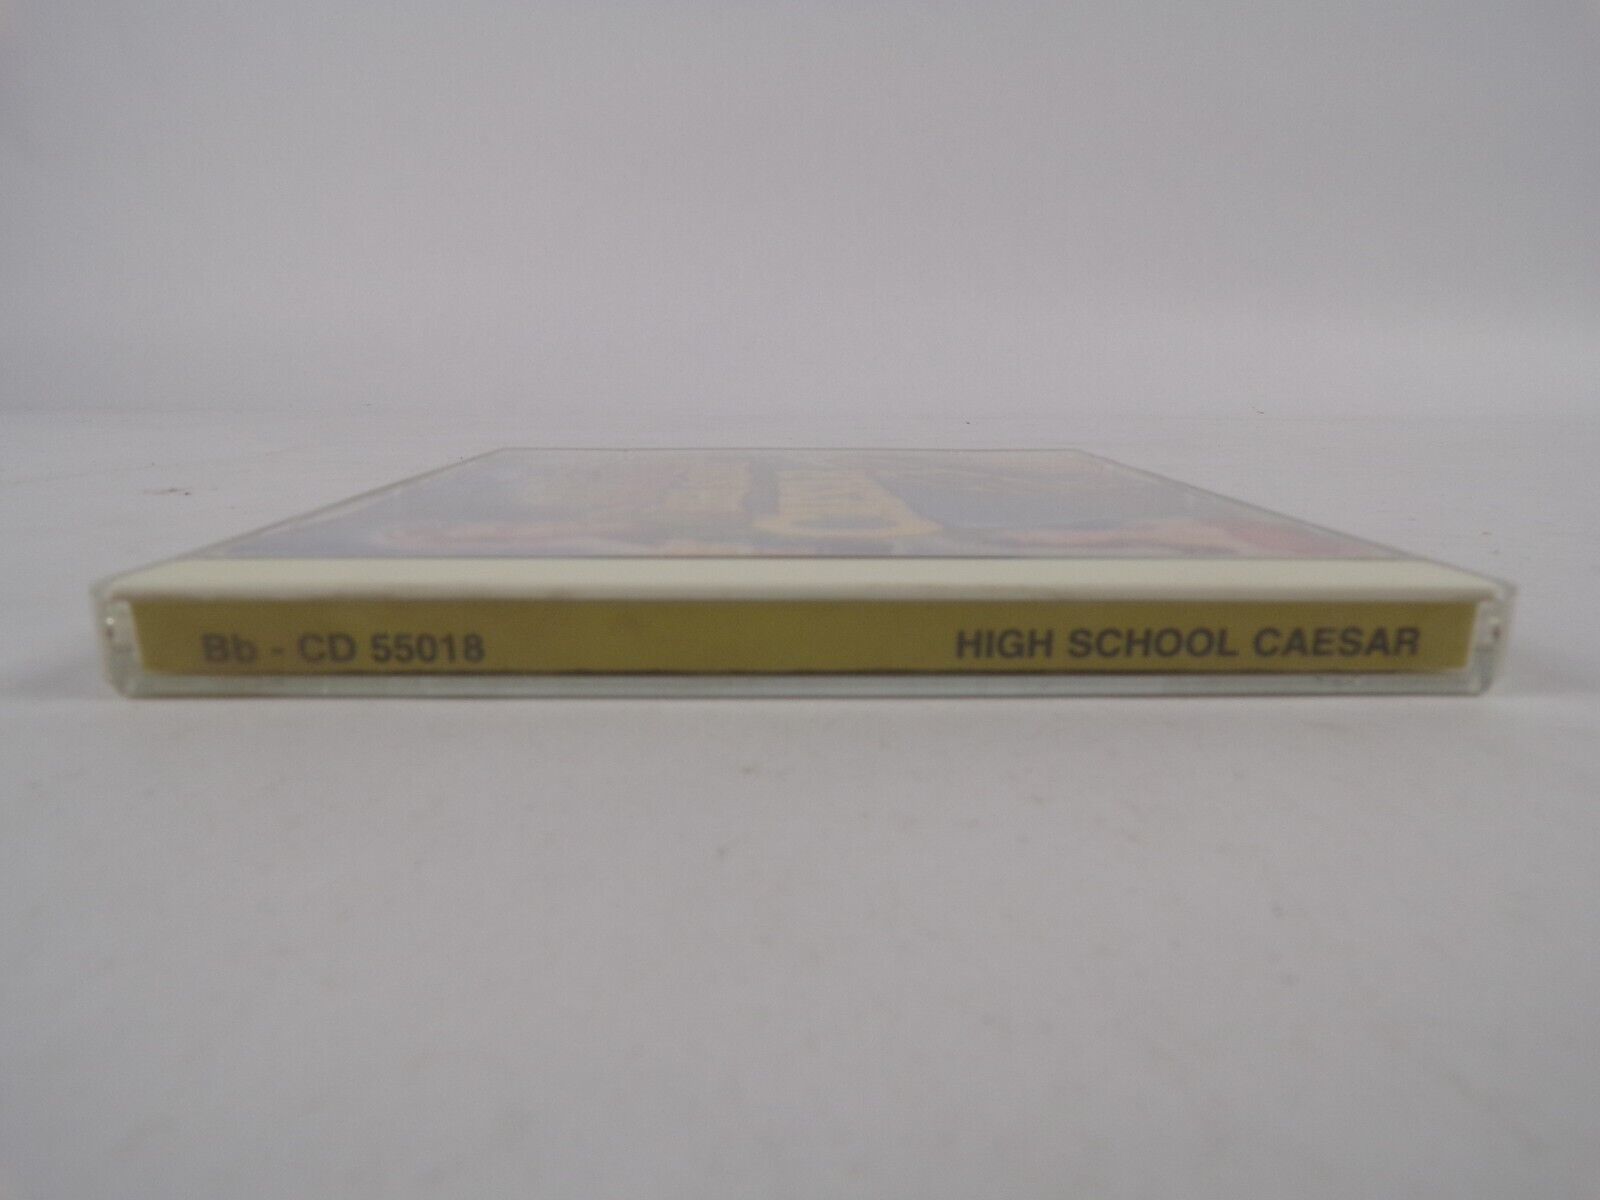 Bb - CD 55018 HIGH SCHOOL CAESAR